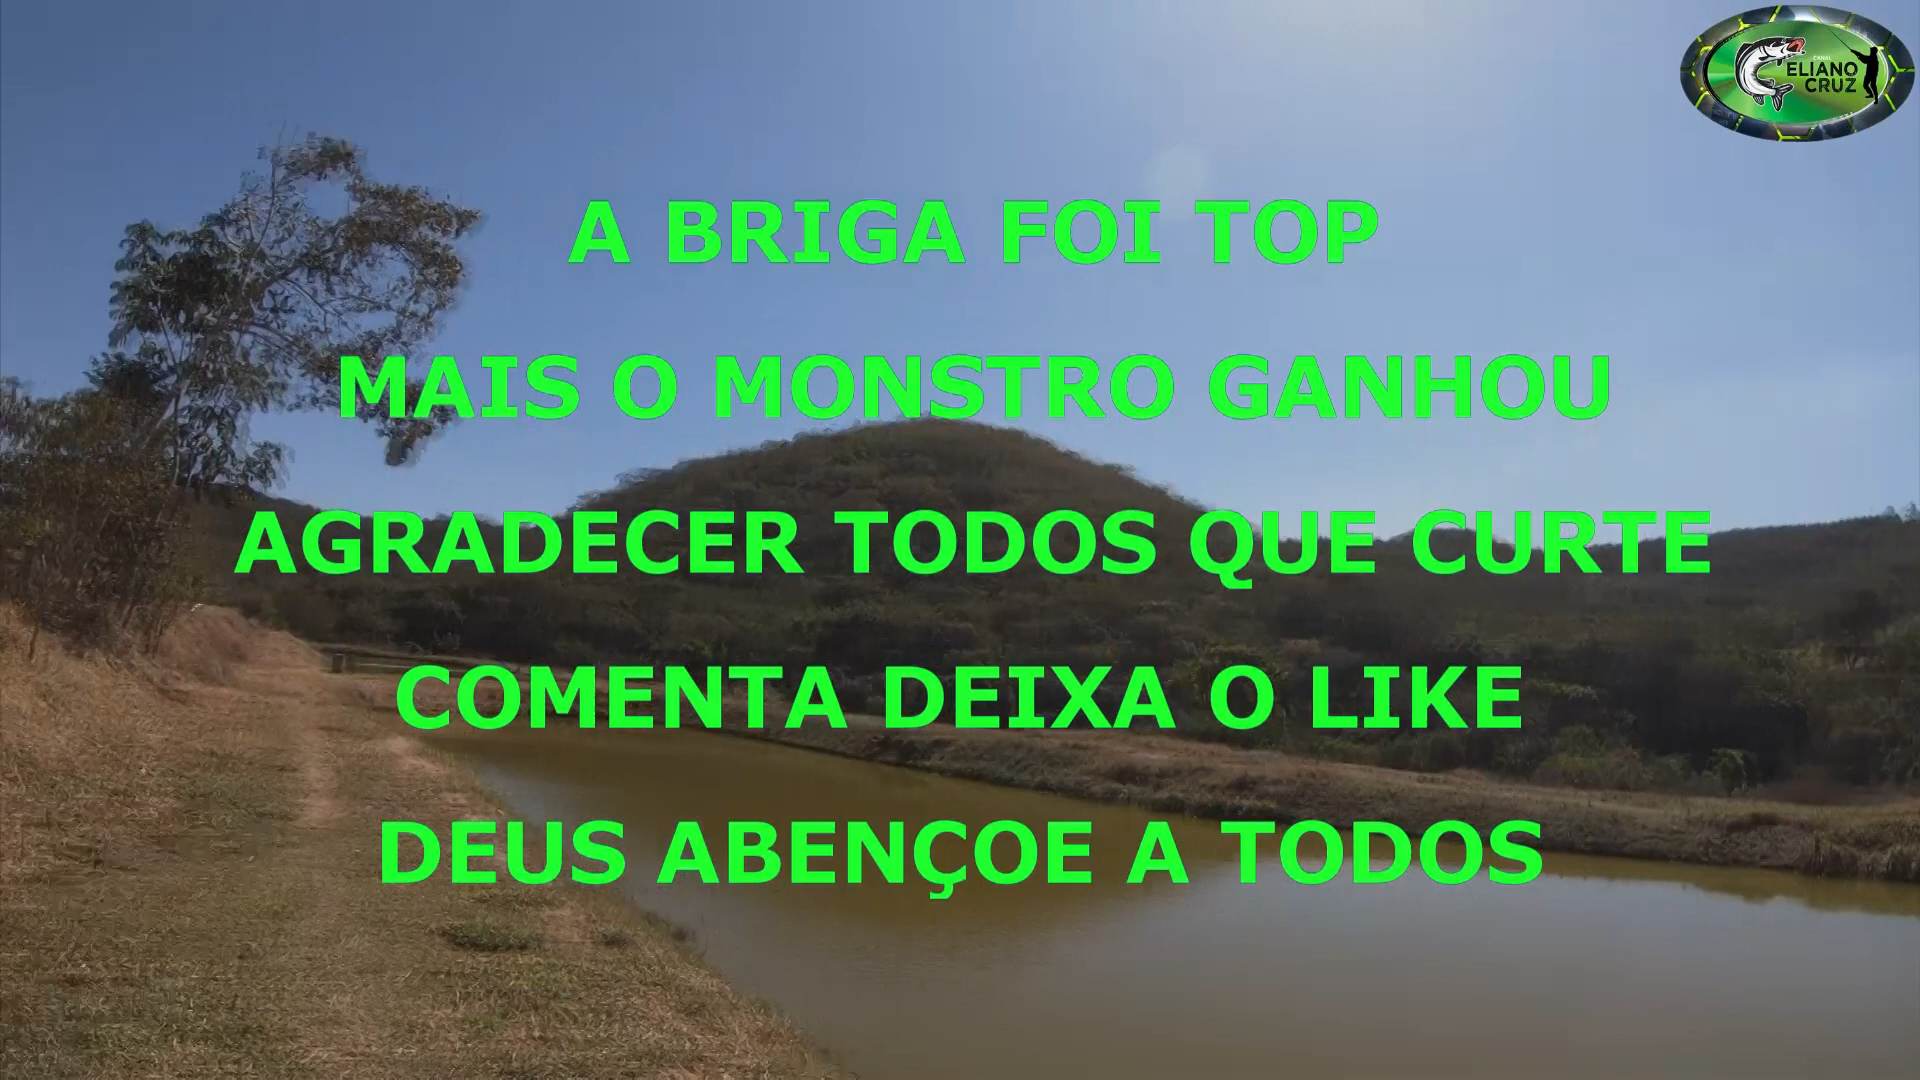 CANAL
ELIANO
CRUZ
A BRIGA FOI TOP
MAIS O MONSTRO GANHOU
AGRADECER TODOS QUE CURTE
COMENTA DEIXA O LIKE
DEUS ABENÇOE A TODOS